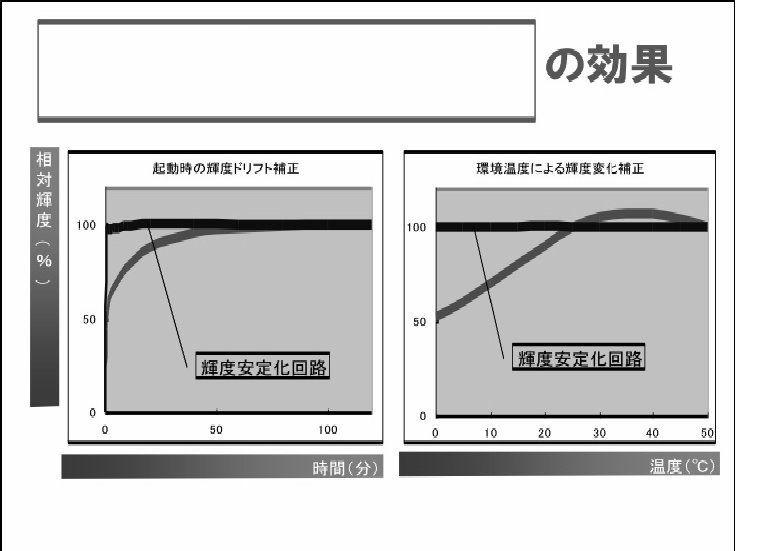 の効果
相対輝度(%)
起動時の輝度ドリフト補正
100
50
0
輝度安定化回路
0 50 100
時間(分)
環境温度による輝度変化補正
100
50
0
輝度安定化回路
0 10 20 30 40 50
温度(℃)